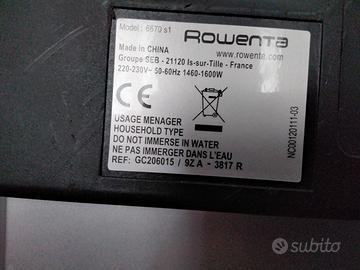 Model : 6670 s1
Rowenta
Made in CHINA
www.rowenta.com
Groupe SEB - 21120 Is-sur-Tille - France
220-230V~ 50-60Hz 1460-1600W
CE
USAGE MENAGER
HOUSEHOLD TYPE
DO NOT IMMERSE IN WATER
NE PAS IMMERGER DANS L'EAU
REF: GC206015 / 9Z A - 3817 R
NC00120111-03
subito